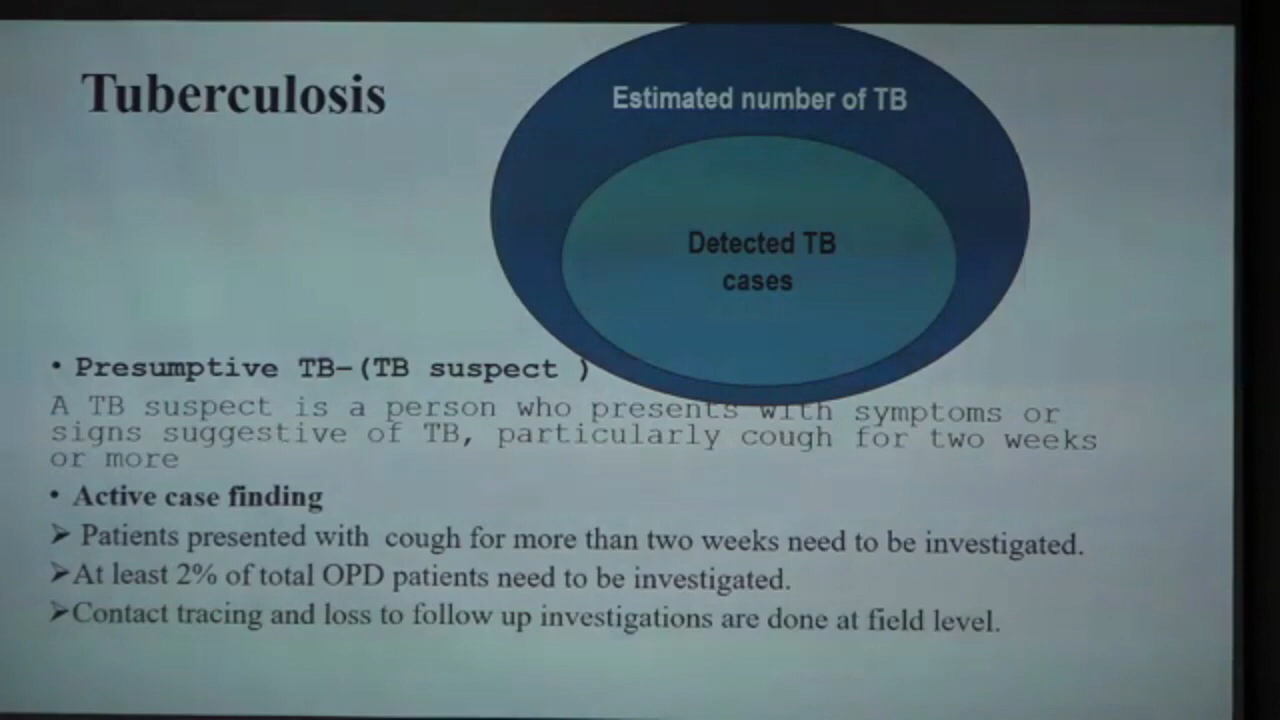 Tuberculosis
Estimated number of TB
Detected TB
cases
• Presumptive TB-(TB suspect )
A TB suspect is a person who presents with symptoms or
signs suggestive of TB, particularly cough for two weeks
or more
• Active case finding
➢ Patients presented with cough for more than two weeks need to be investigated.
➢At least 2% of total OPD patients need to be investigated.
➢Contact tracing and loss to follow up investigations are done at field level.